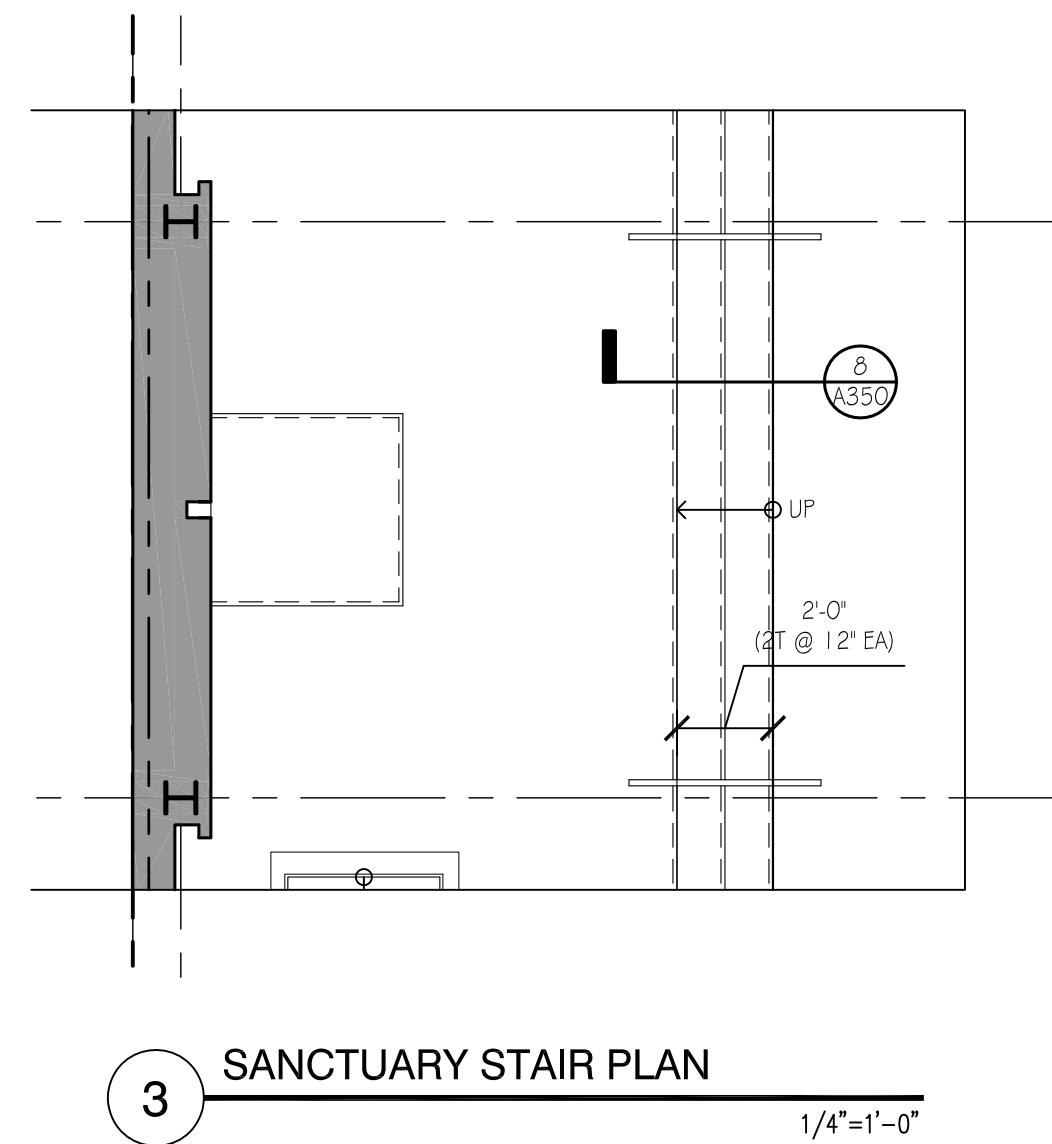 8
A350
UP
2'-0"
(2T @ 12" EA)
3
SANCTUARY STAIR PLAN
1/4"=1'-0"